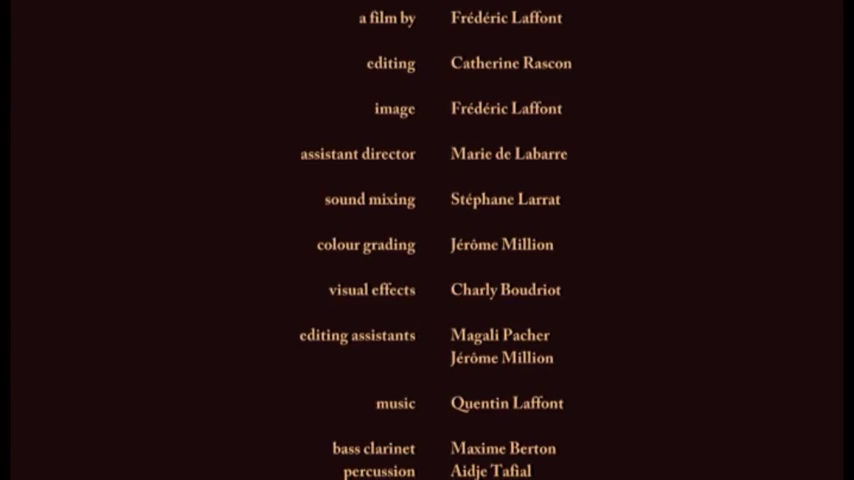 a film by Frédéric Laffont
editing Catherine Rascon
image Frédéric Laffont
assistant director Marie de Labarre
sound mixing Stéphane Larrat
colour grading Jérôme Million
visual effects Charly Boudriot
editing assistants Magali Pacher
Jérôme Million
music Quentin Laffont
bass clarinet Maxime Berton
percussion Aidje Tafial